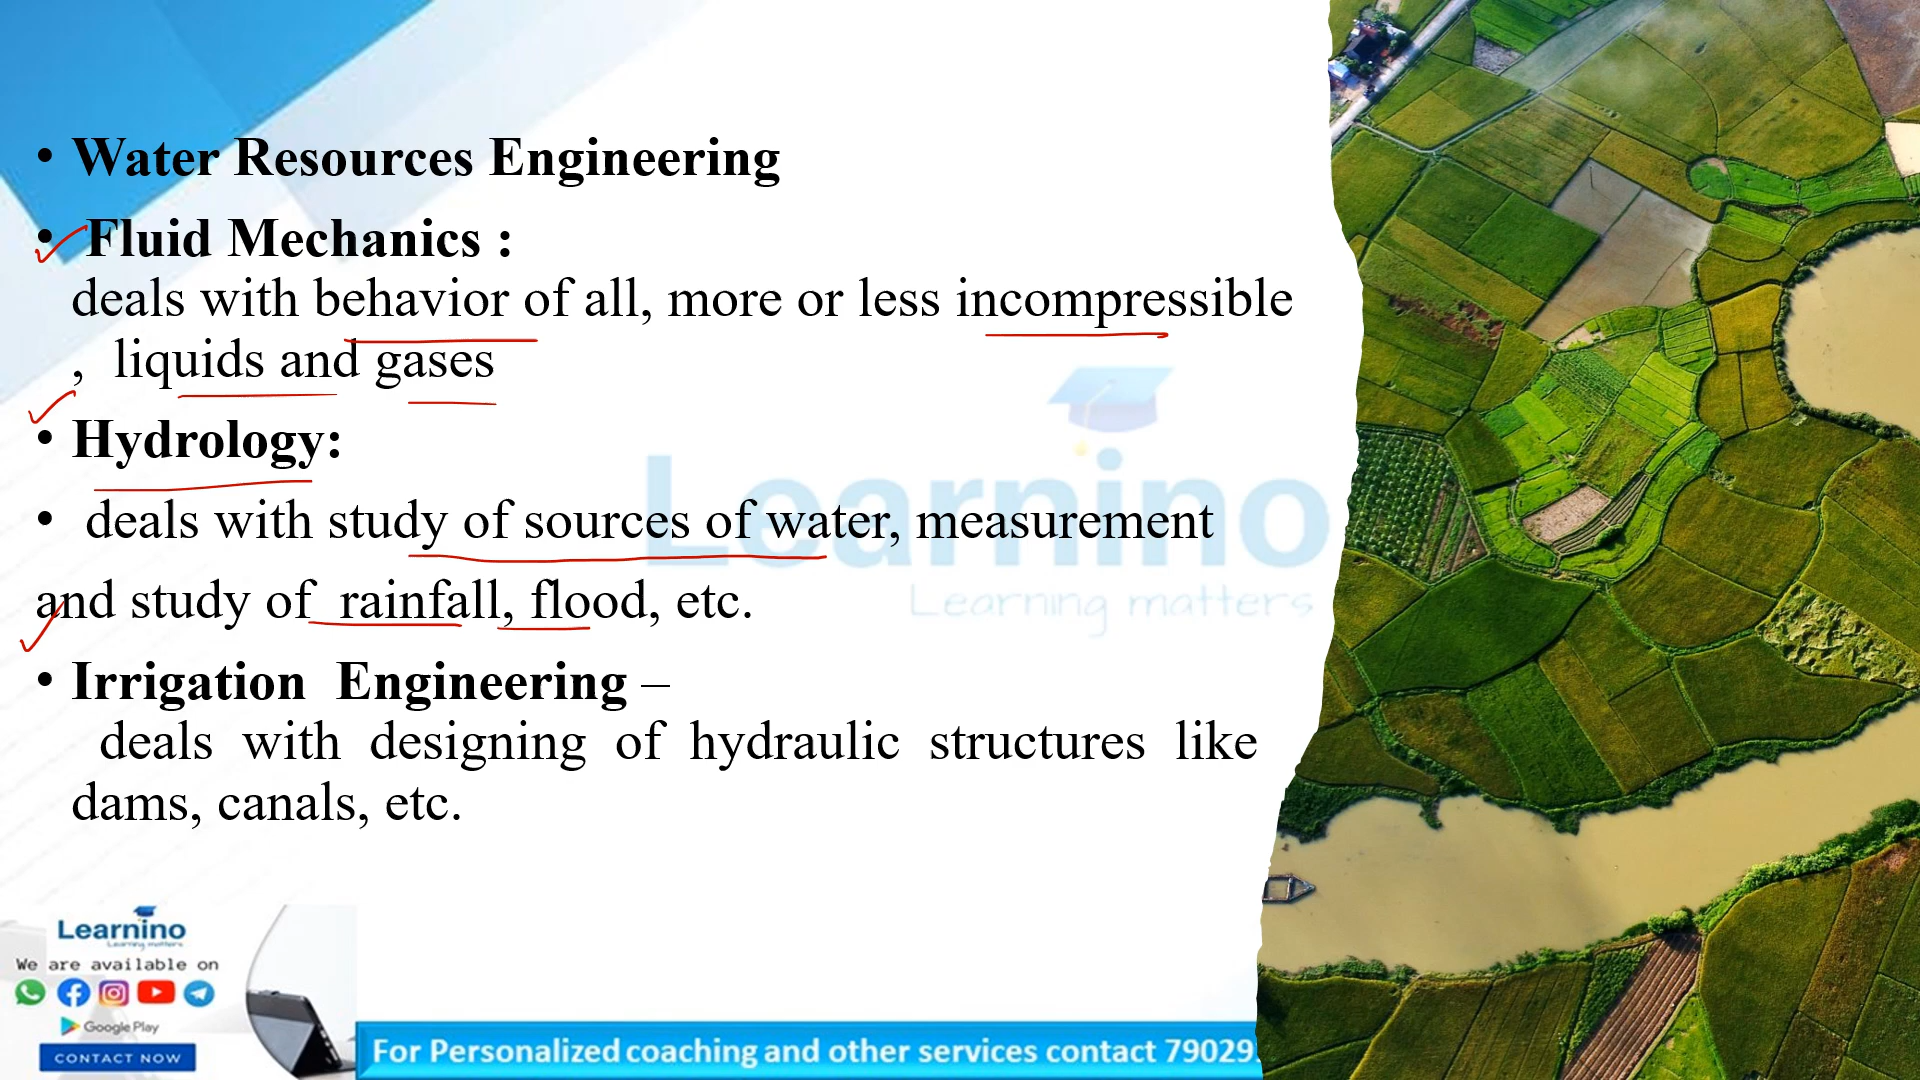 • Water Resources Engineering
• Fluid Mechanics :
deals with behavior of all, more or less incompressible
, liquids and gases
• Hydrology:
• deals with study of sources of water, measurement
and study of rainfall, flood, etc.
• Irrigation Engineering –
deals with designing of hydraulic structures like
dams, canals, etc.
Learnino
Learning matters
Learnino
Learning matters
We are available on
Google Play
CONTACT NOW
For Personalized coaching and other services contact 79029